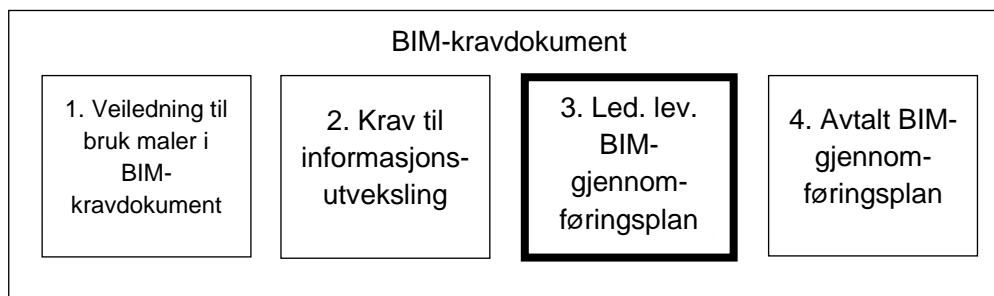 BIM-kravdokument
1. Veiledning til
bruk maler i
BIM-
kravdokument
2. Krav til
informasjons-
utveksling
3. Led. lev.
BIM-
gjennom-
føringsplan
4. Avtalt BIM-
gjennom-
føringsplan